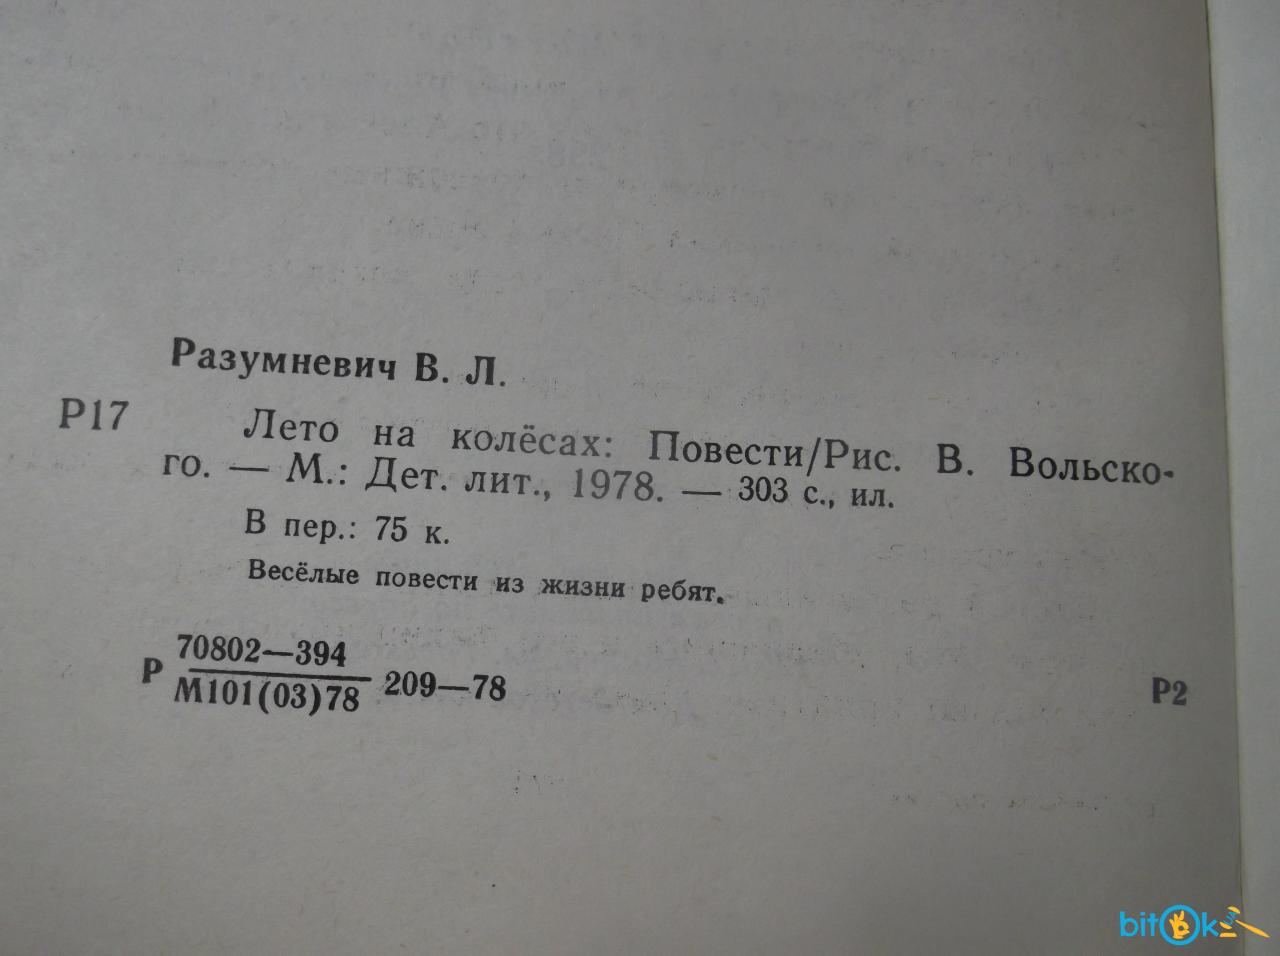 Разумневич В. Л.
Р17
Лето на колёсах: Повести/Рис. В. Вольско-
го. — М.: Дет. лит., 1978. — 303 с., ил.
В пер.: 75 к.
Весёлые повести из жизни ребят.
Р 70802—394
М101(03)78 209—78
Р2
bitOk